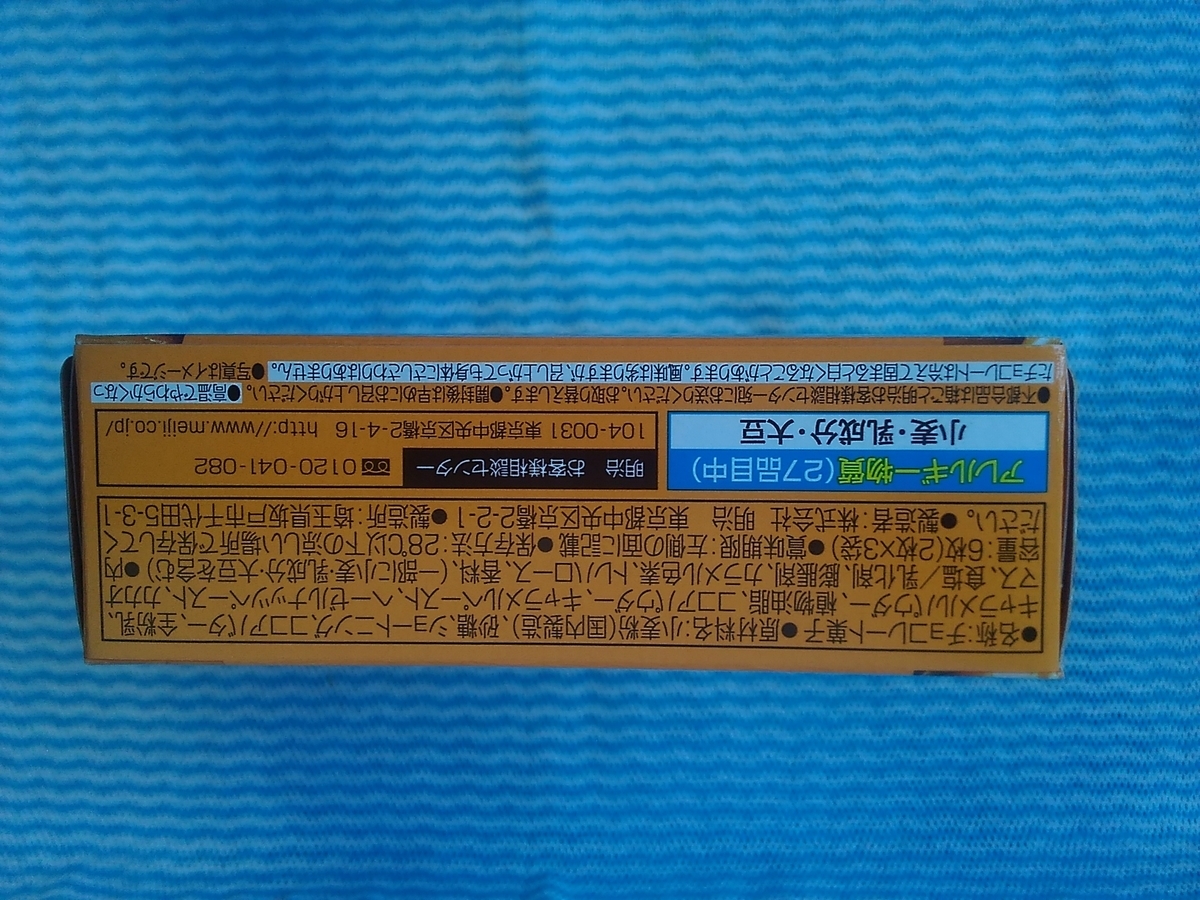 ●名称:チョコレート菓子●原材料名:小麦粉(国内製造)、砂糖、ショートニング、ココアバター、全粉乳、
キャラメルパウダー、植物油脂、ココアパウダー、キャラメルペースト、ヘーゼルナッツペースト、カカオ
マス、食塩/乳化剤、膨脹剤、カラメル色素、トレハロース、香料、(一部に小麦・乳成分・大豆を含む)●内
容量:6枚(2枚×3袋)●賞味期限:左側の面に記載●保存方法:28℃以下の涼しい場所で保存して
ください。●製造者:株式会社 明治 東京都中央区京橋2-2-1●製造所:埼玉県坂戸市千代田5-3-1
アレルギー物質(27品目中)
小麦・乳成分・大豆
明治 お客様相談センター 0120-041-082
104-0031 東京都中央区京橋2-4-16 http://www.meiji.co.jp/
●不都合品は箱ごと明治お客様相談センター宛にお送りください。お取り替えします。●開封後は早めにお召し上がりください。●高温でやわらかくなっ
たチョコレートは冷えて固まると白くなることがあります。風味は劣りますが、召し上がっても身体にさしさわりはありません。●写真はイメージです。